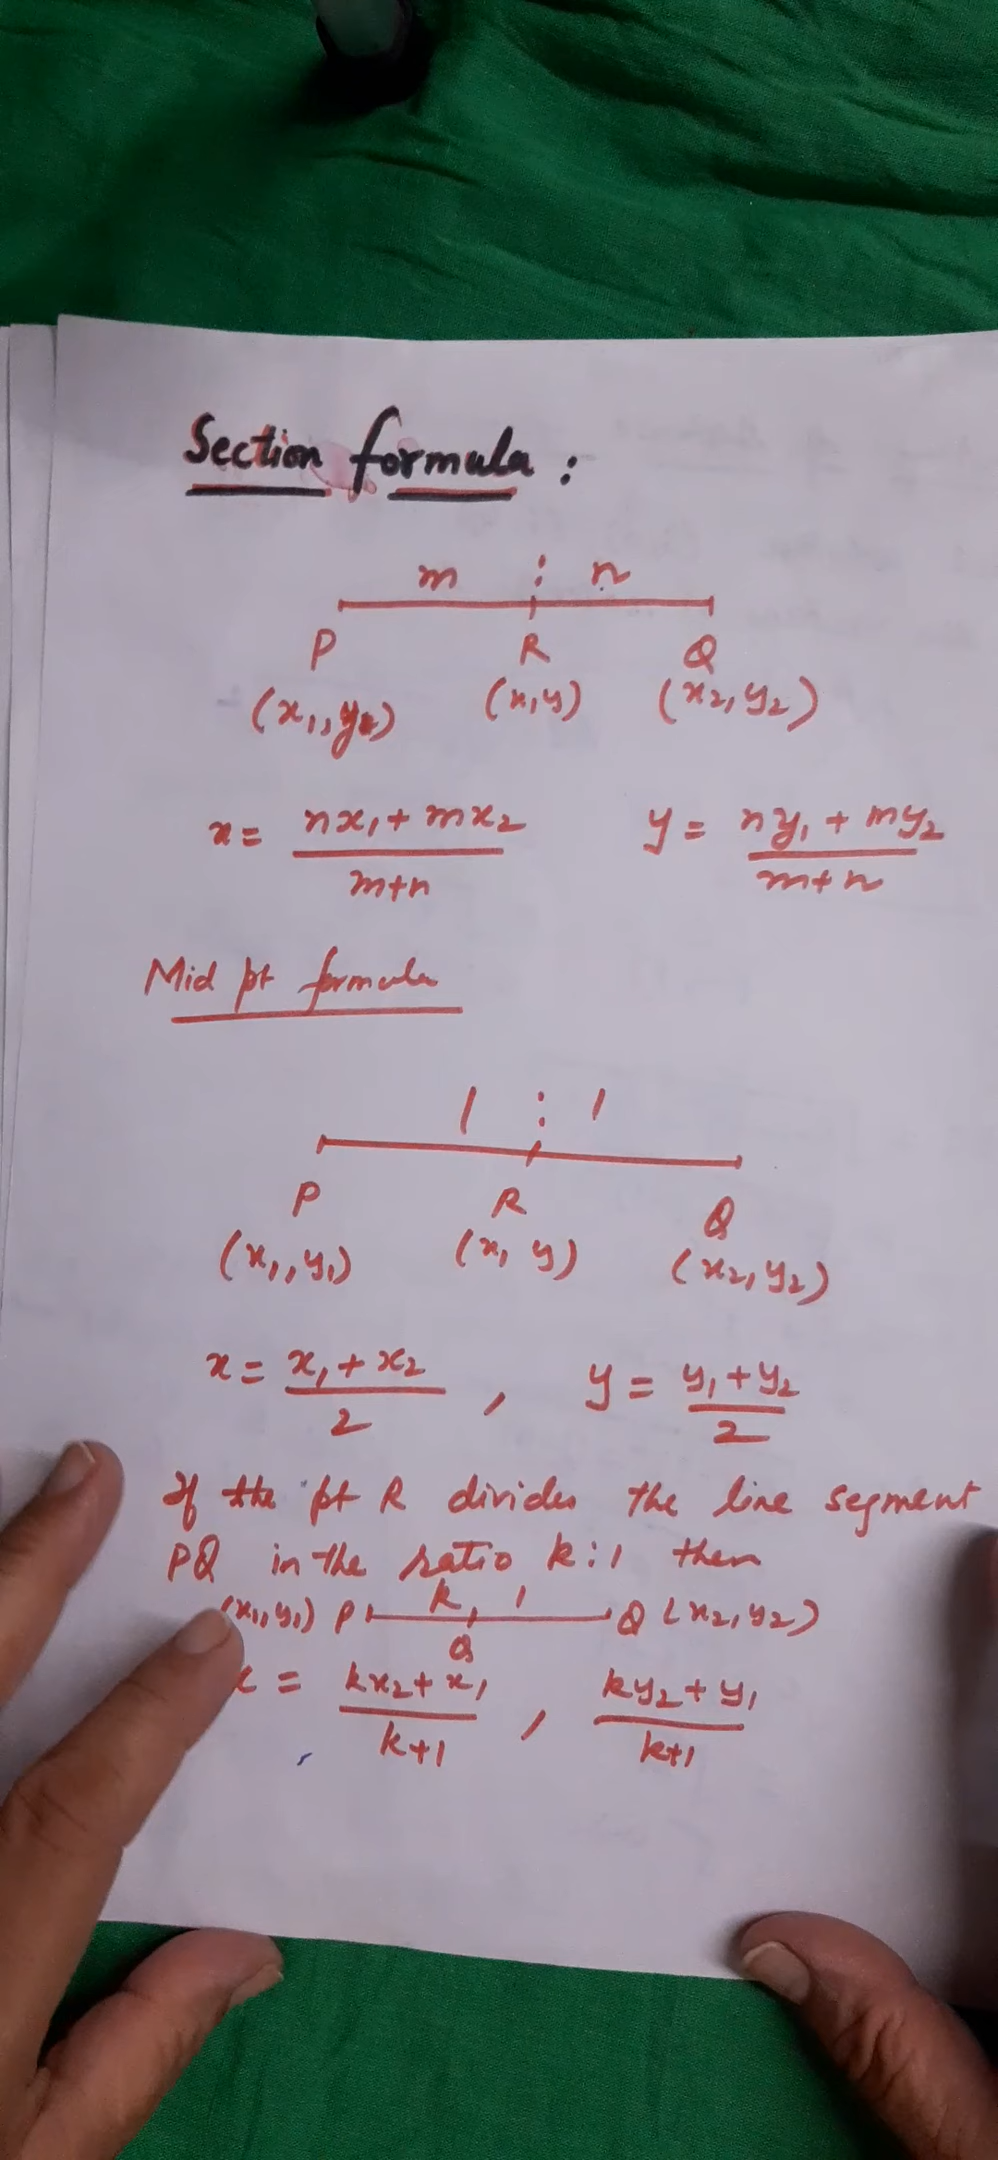 Section formula :
m : n
P R Q
(x₁, y₂) (x, y) (x₂, y₂)
x = (nx₁ + mx₂)/(m+n) y = (ny₁ + my₂)/(m+n)
Mid pt formula
1 : 1
P R Q
(x₁, y₁) (x, y) (x₂, y₂)
x = (x₁ + x₂)/2 , y = (y₁ + y₂)/2
If the pt R divides the line segment
PQ in the ratio k:1 then
(x₁, y₁) P k 1 Q (x₂, y₂)
Q
x = (kx₂ + x₁)/(k+1) , (ky₂ + y₁)/(k+1)